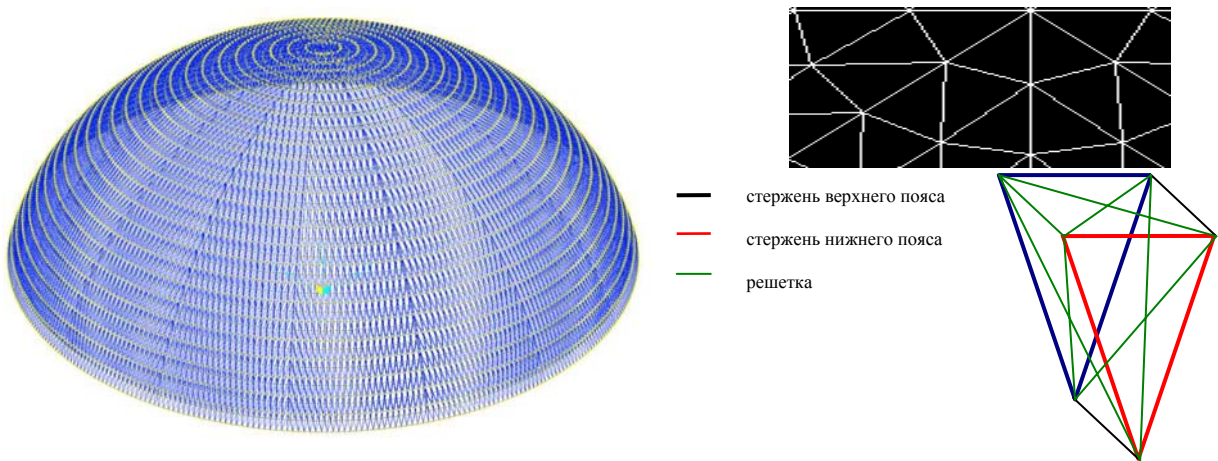 стержень верхнего пояса
стержень нижнего пояса
решетка